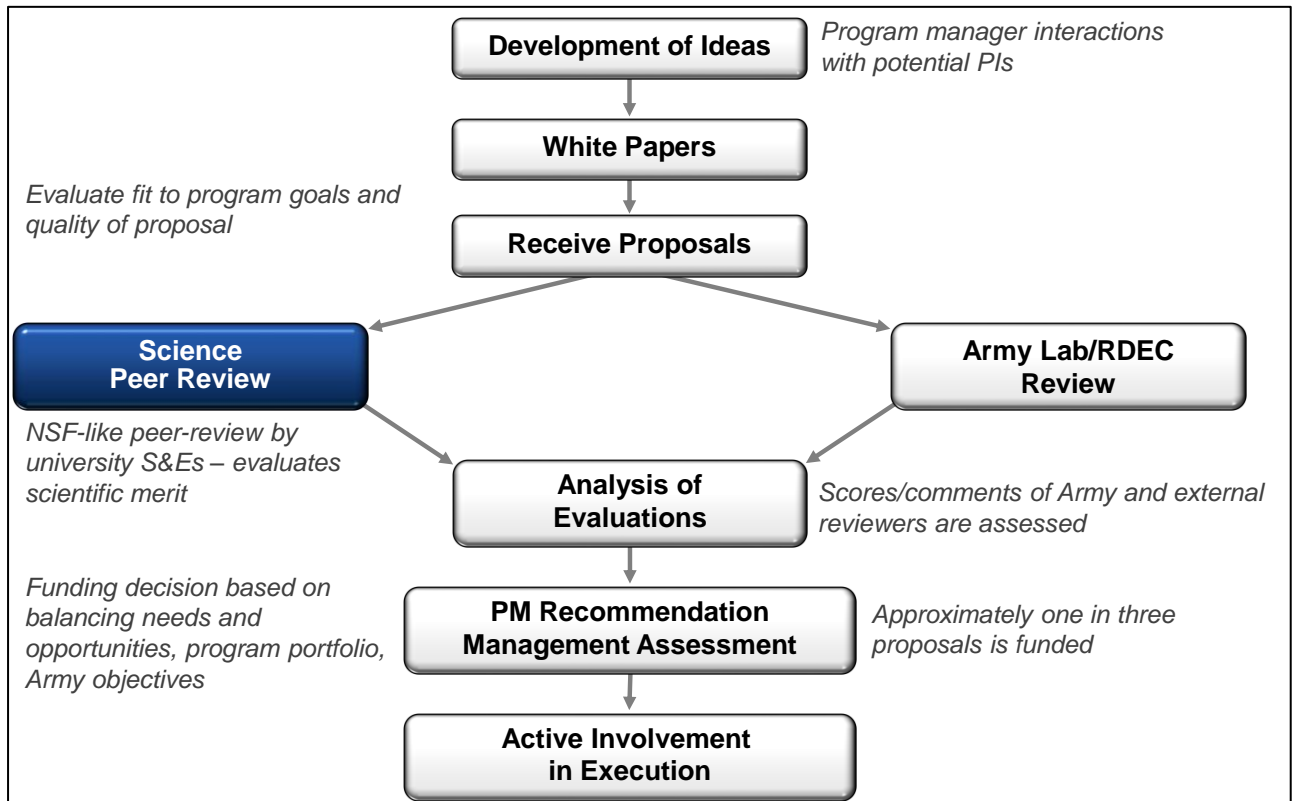 Development of Ideas
Program manager interactions
with potential PIs
White Papers
Evaluate fit to program goals and
quality of proposal
Receive Proposals
Science
Peer Review
Army Lab/RDEC
Review
NSF-like peer-review by
university S&Es – evaluates
scientific merit
Analysis of
Evaluations
Scores/comments of Army and external
reviewers are assessed
Funding decision based on
balancing needs and
opportunities, program portfolio,
Army objectives
PM Recommendation
Management Assessment
Approximately one in three
proposals is funded
Active Involvement
in Execution